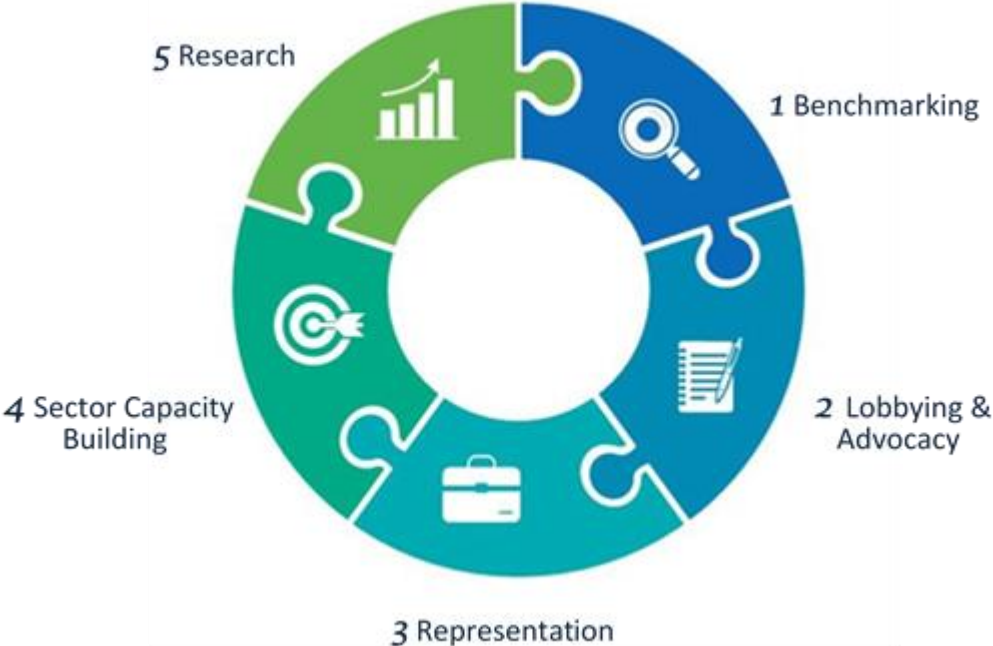 1 Benchmarking
2 Lobbying &
Advocacy
3 Representation
4 Sector Capacity
Building
5 Research